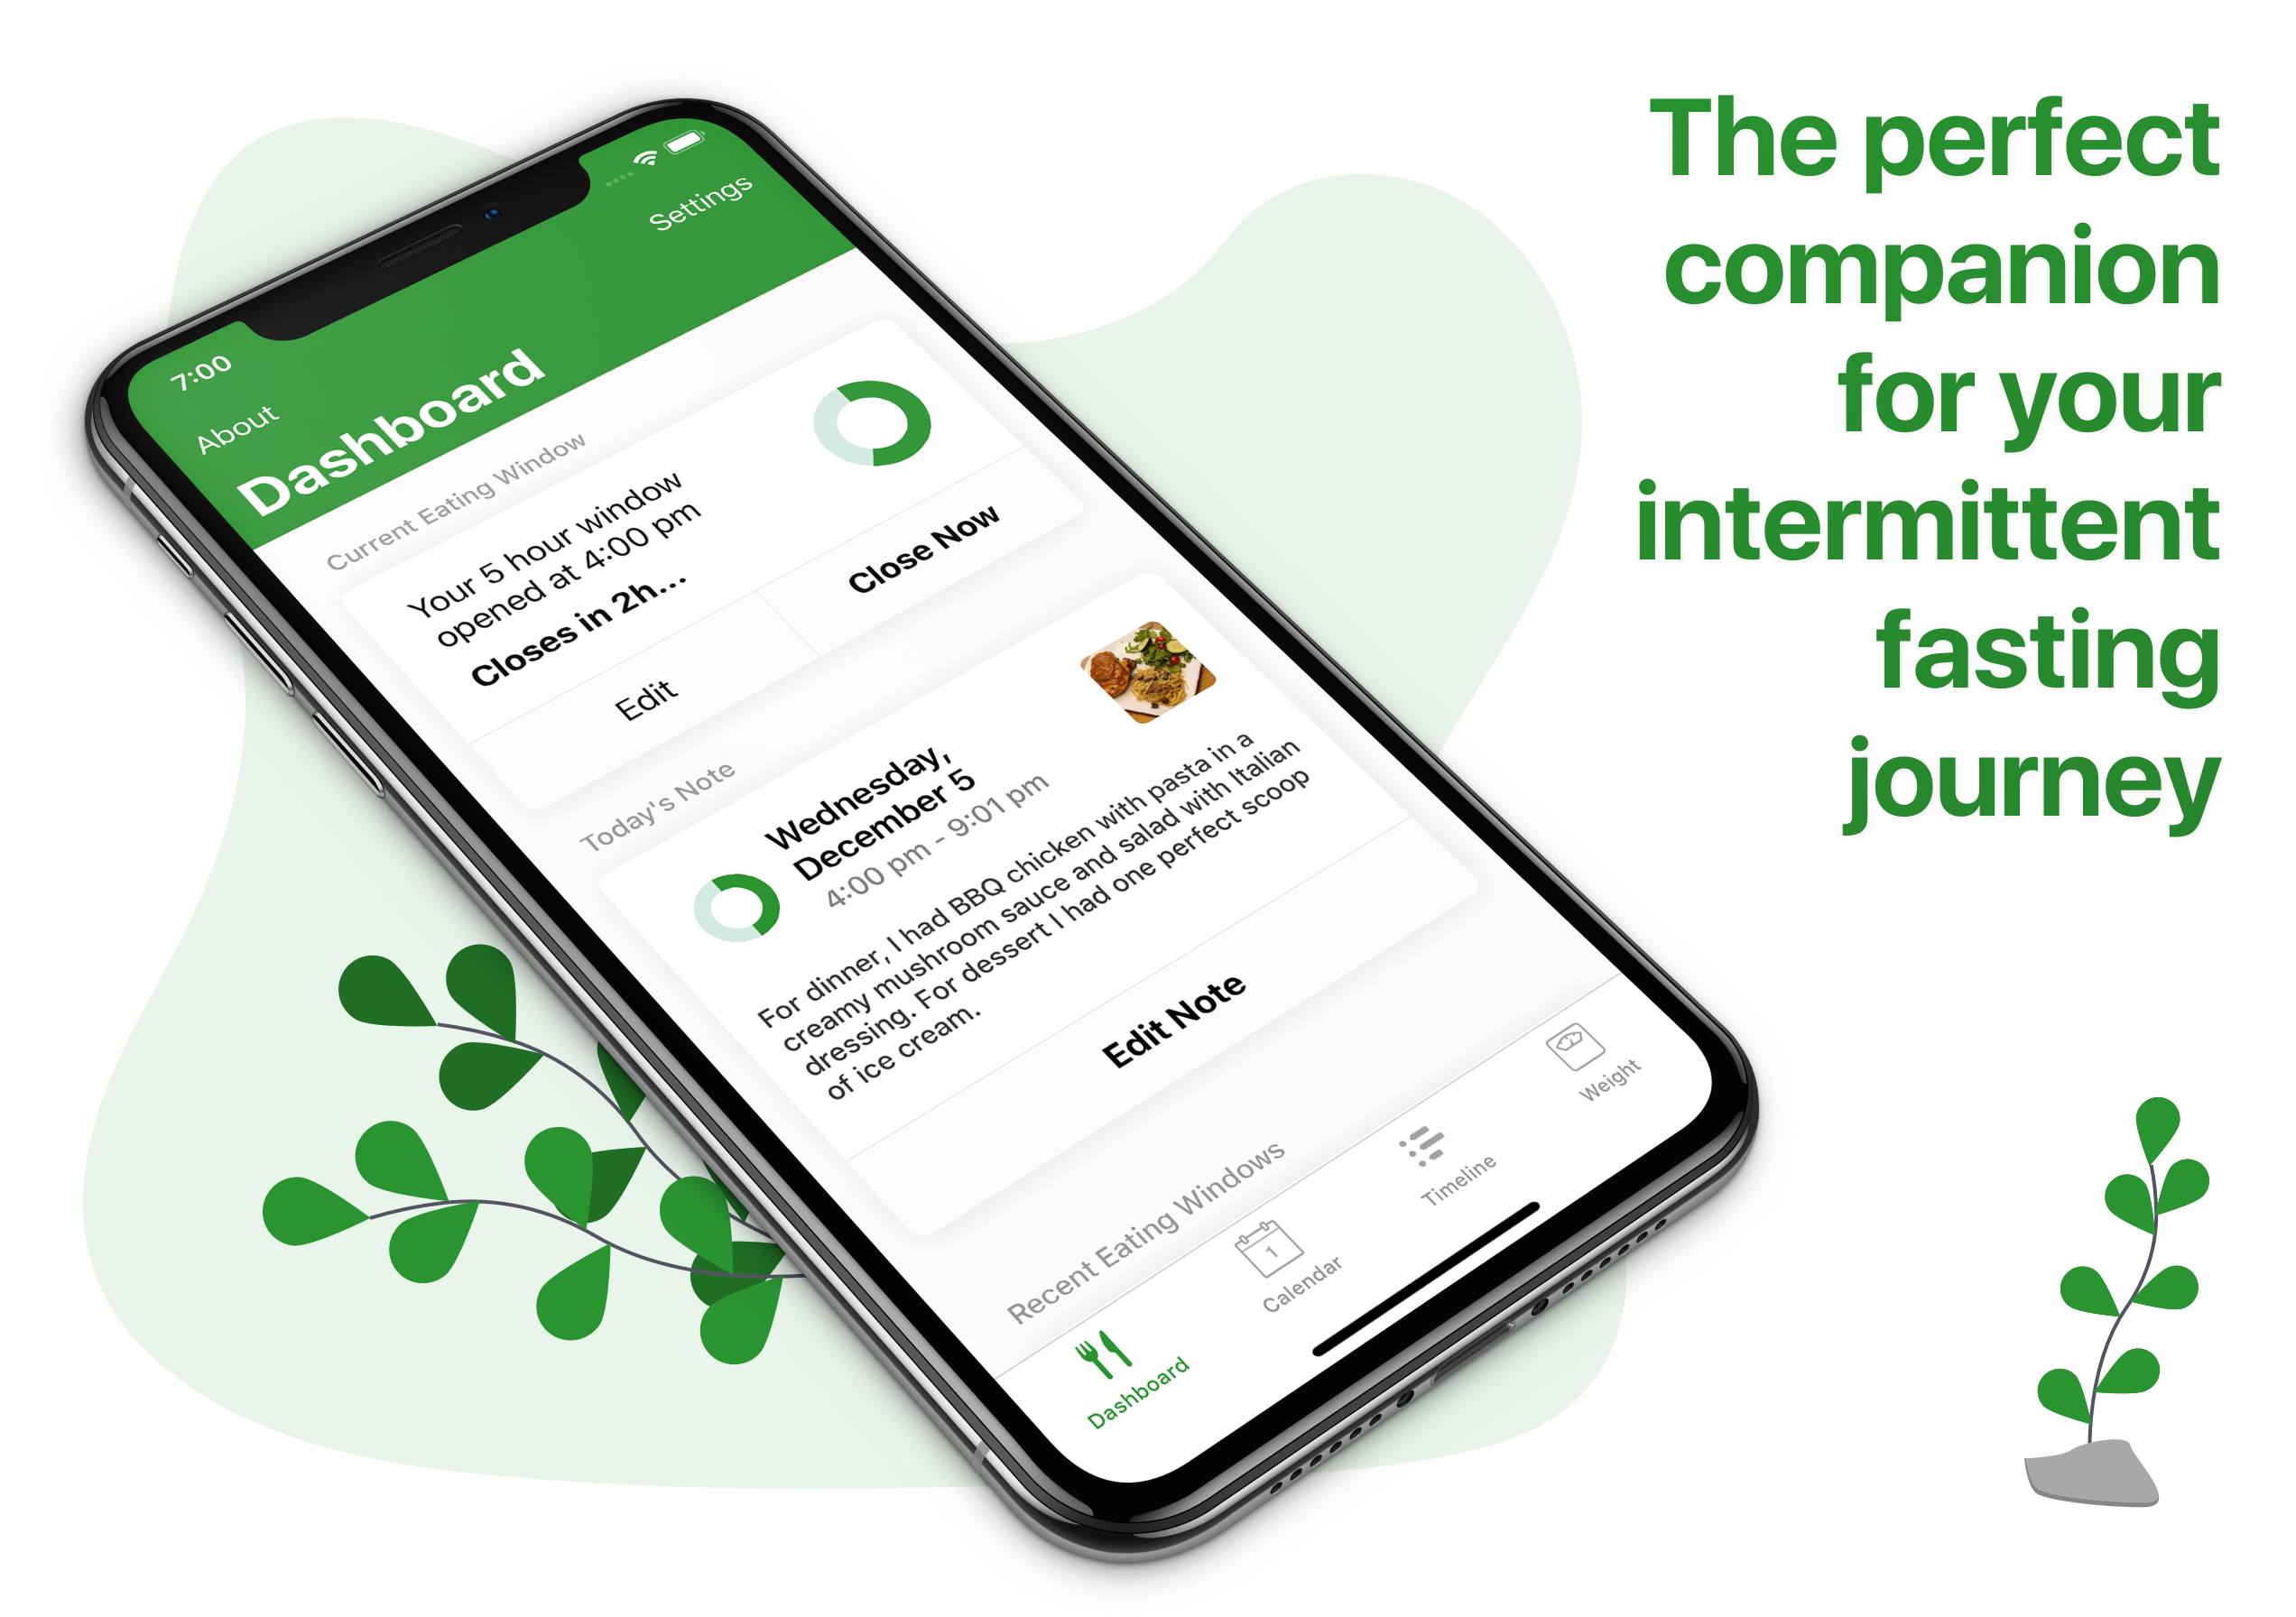 7:00
About
Settings
Dashboard
Current Eating Window
Your 5 hour window
opened at 4:00 pm
Closes in 2h...
Edit
Close Now
Today's Note
Wednesday,
December 5
4:00 pm - 9:01 pm
For dinner, I had BBQ chicken with pasta in a
creamy mushroom sauce and salad with Italian
dressing. For dessert I had one perfect scoop
of ice cream.
Edit Note
Recent Eating Windows
Dashboard
1
Calendar
Timeline
Weight
The perfect
companion
for your
intermittent
fasting
journey